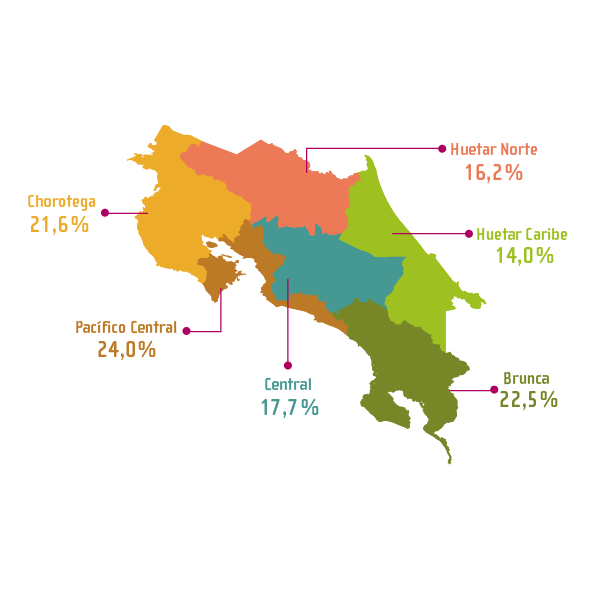 Huetar Norte
16,2%
Chorotega
21,6%
Huetar Caribe
14,0%
Pacífico Central
24,0%
Central
17,7%
Brunca
22,5%